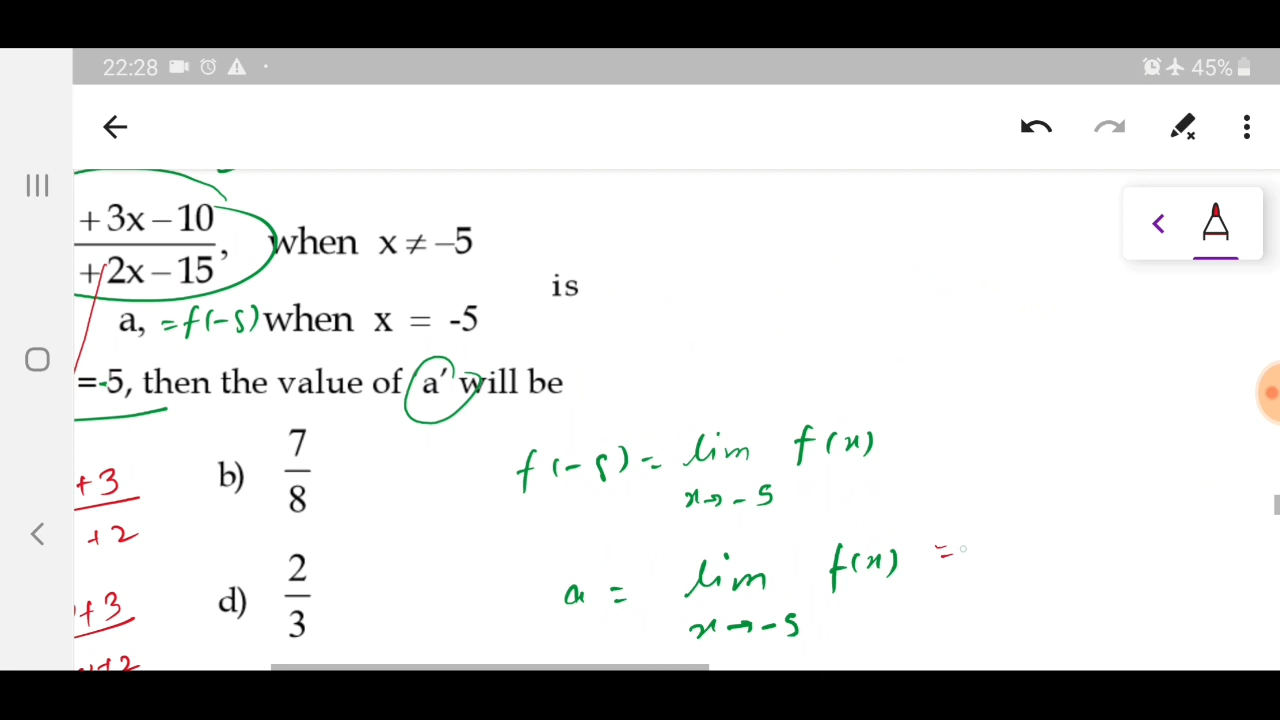 22:28 45%
+3x−10
+2x−15 , when x ≠ −5
is
a, =f(-5) when x = -5
=-5, then the value of a' will be
b) 7/8
f(-5) = lim f(x)
x→-5
+3
+2
d) 2/3
a = lim f(x) =
x→-5
+3
+2